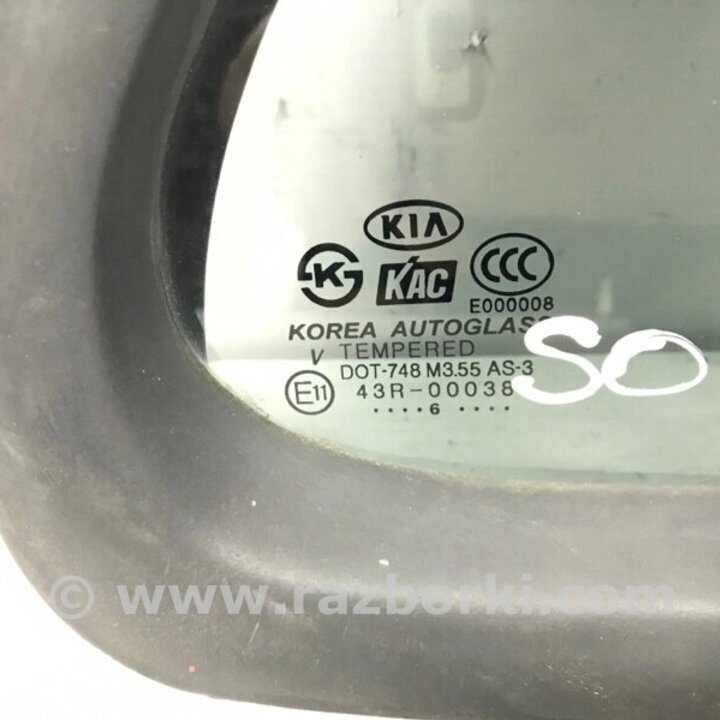 KIA
K S KAC CCC
E000008
KOREA AUTOGLASS
V TEMPERED
DOT-748 M3.55 AS-3
E11 43R-00038
.... 6 ....
SO
© www.razborki.com